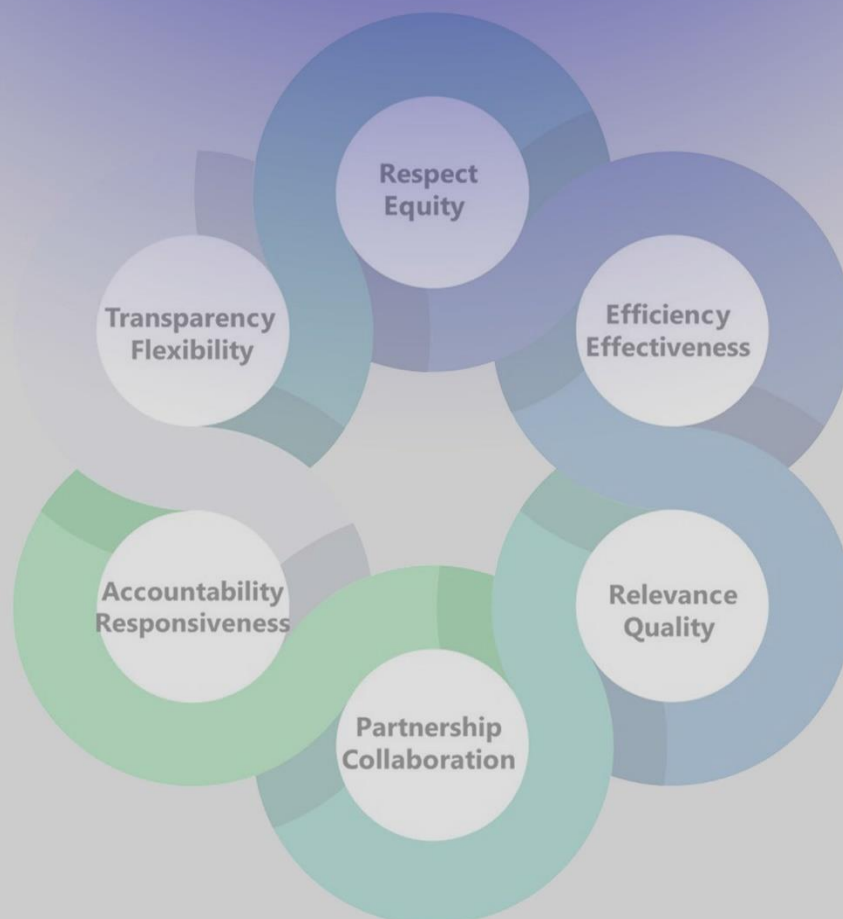 Respect
Equity
Efficiency
Effectiveness
Relevance
Quality
Partnership
Collaboration
Accountability
Responsiveness
Transparency
Flexibility